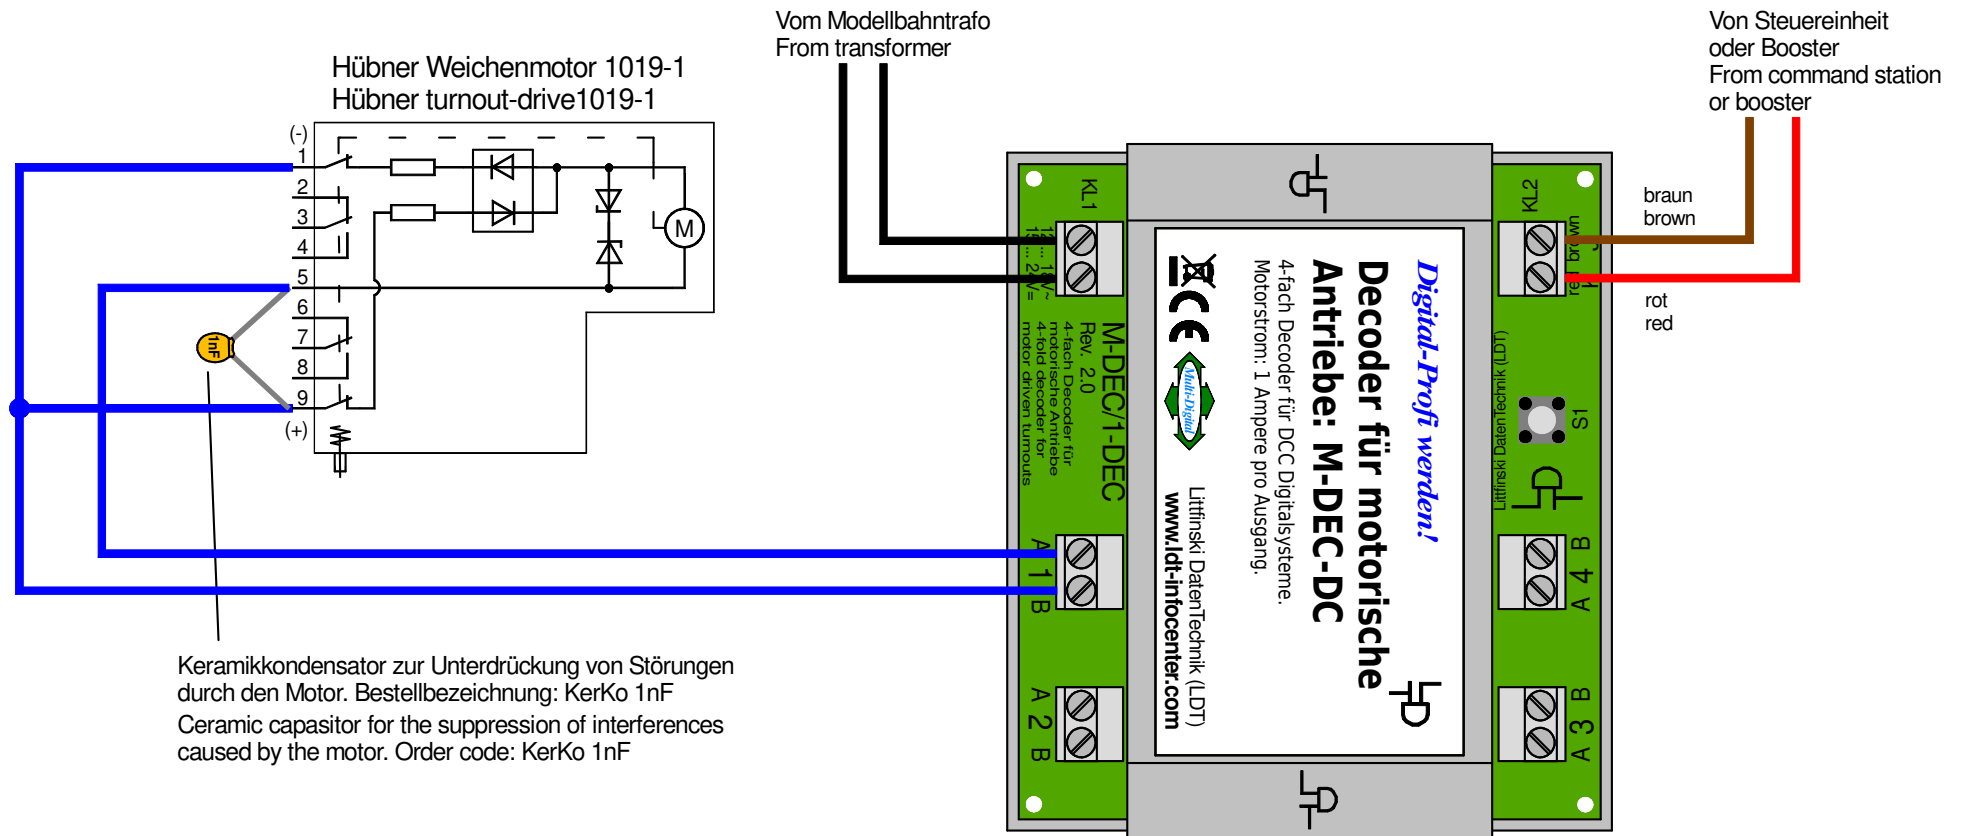 Vom Modellbahntrafo
From transformer
Von Steuereinheit
oder Booster
From command station
or booster
Hübner Weichenmotor 1019-1
Hübner turnout-drive1019-1
(-)
1
2
3
4
5
6
7
8
9
(+)
M
1nF
Keramikkondensator zur Unterdrückung von Störungen
durch den Motor. Bestellbezeichnung: KerKo 1nF
Ceramic capasitor for the suppression of interferences
caused by the motor. Order code: KerKo 1nF
KL1
M-DEC/1-DEC
Rev. 2.0
4-fach Decoder für
motorische Antriebe
4-fold decoder for
motor driven turnouts
A 1 B
A 2 B
Digital-Profi werden!
Decoder für motorische
Antriebe: M-DEC-DC
4-fach Decoder für DCC Digitalsysteme.
Motorstrom: 1 Ampere pro Ausgang.
CE
Multi-Digital
Littfinski DatenTechnik (LDT)
www.ldt-infocenter.com
KL2
brown
braun
brown
rot
red
Littfinski DatenTechnik (LDT)
S1
A 4 B
A 3 B